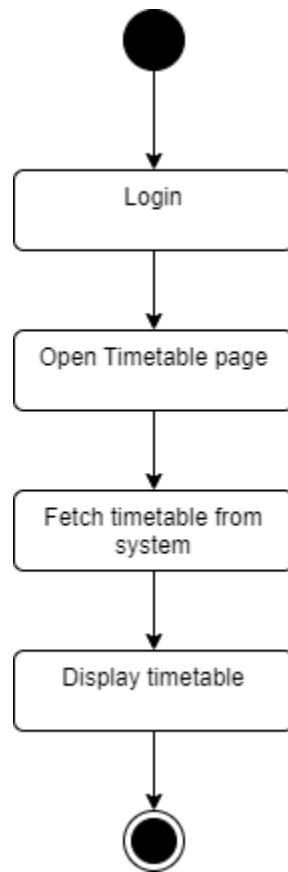 Login
Open Timetable page
Fetch timetable from
system
Display timetable